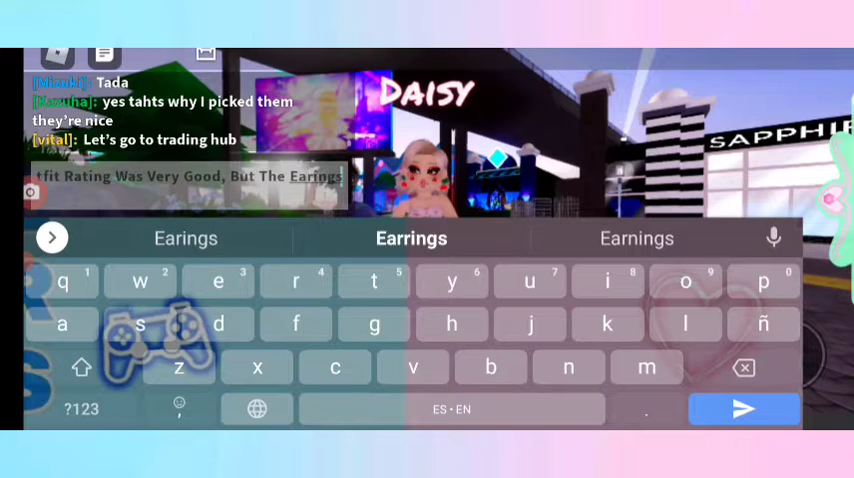 [Mizuki]: Tada
DAISY
[Kazuha]: yes tahts why I picked them
they're nice
[vital]: Let's go to trading hub
SAPPHIE
tfit Rating Was Very Good, But The Earings
Earings Earrings Earnings
q 1 w 2 e 3 r 4 t 5 y 6 u 7 i 8 o 9 p 0
a s d f g h j k l ñ
z x c v b n m
?123 , ES • EN .